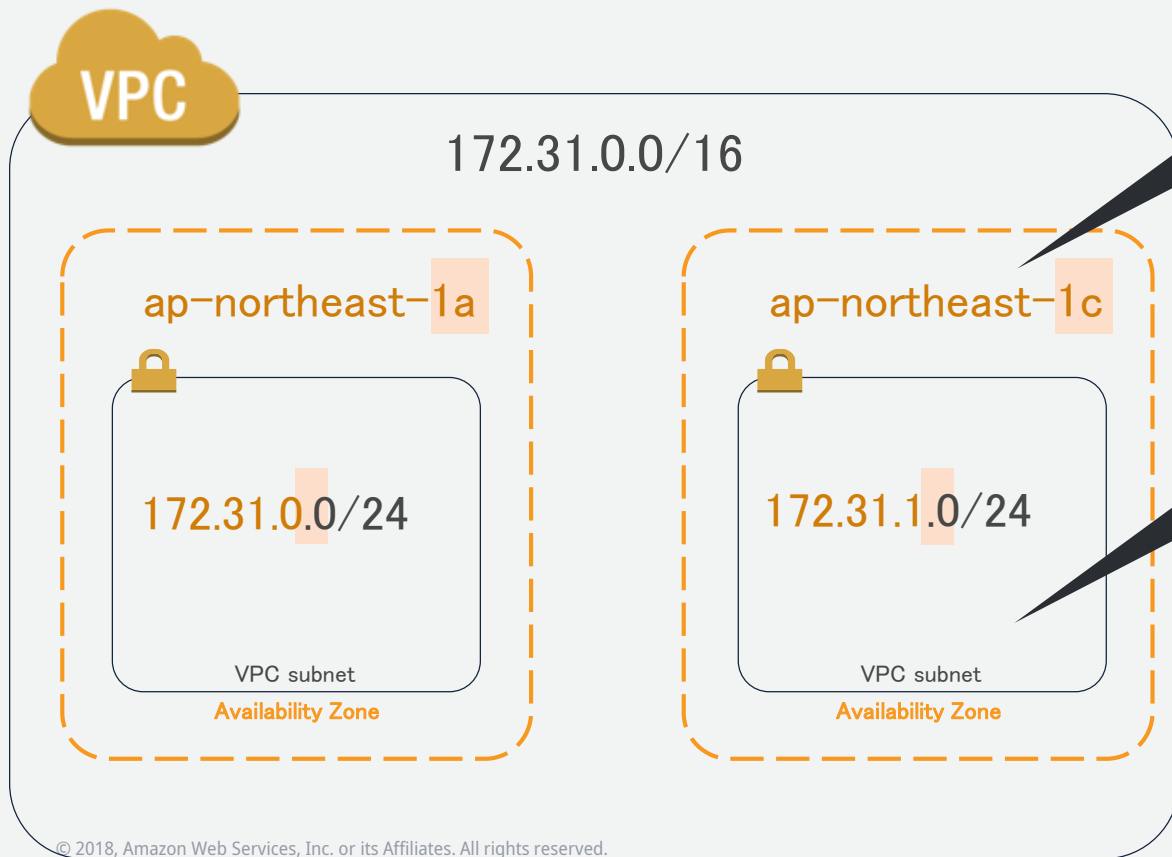 VPC
172.31.0.0/16
ap-northeast-1a
172.31.0.0/24
VPC subnet
Availability Zone
ap-northeast-1c
172.31.1.0/24
VPC subnet
Availability Zone
© 2018, Amazon Web Services, Inc. or its Affiliates. All rights reserved.